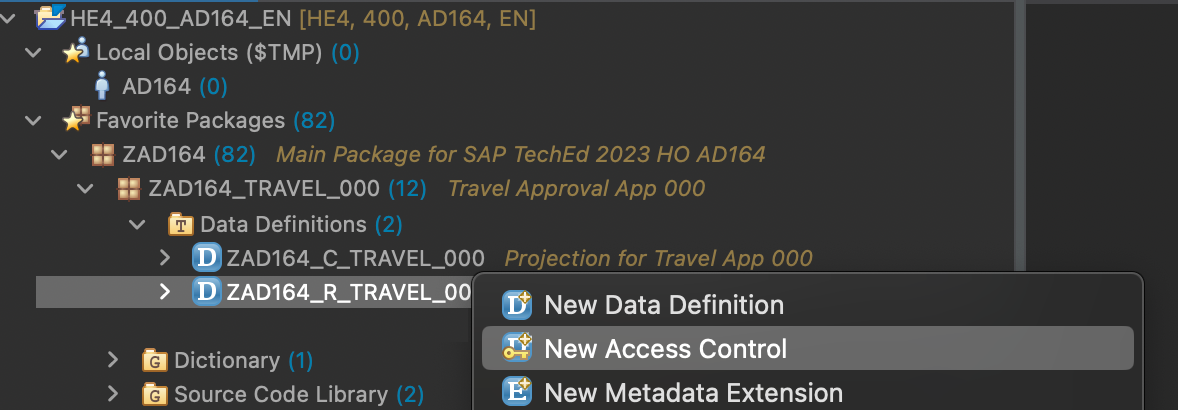 HE4_400_AD164_EN [HE4, 400, AD164, EN]
Local Objects ($TMP) (0)
AD164 (0)
Favorite Packages (82)
ZAD164 (82) Main Package for SAP TechEd 2023 HO AD164
ZAD164_TRAVEL_000 (12) Travel Approval App 000
T Data Definitions (2)
D ZAD164_C_TRAVEL_000 Projection for Travel App 000
D ZAD164_R_TRAVEL_00
D New Data Definition
New Access Control
G Dictionary (1)
G Source Code Library (2)
E New Metadata Extension